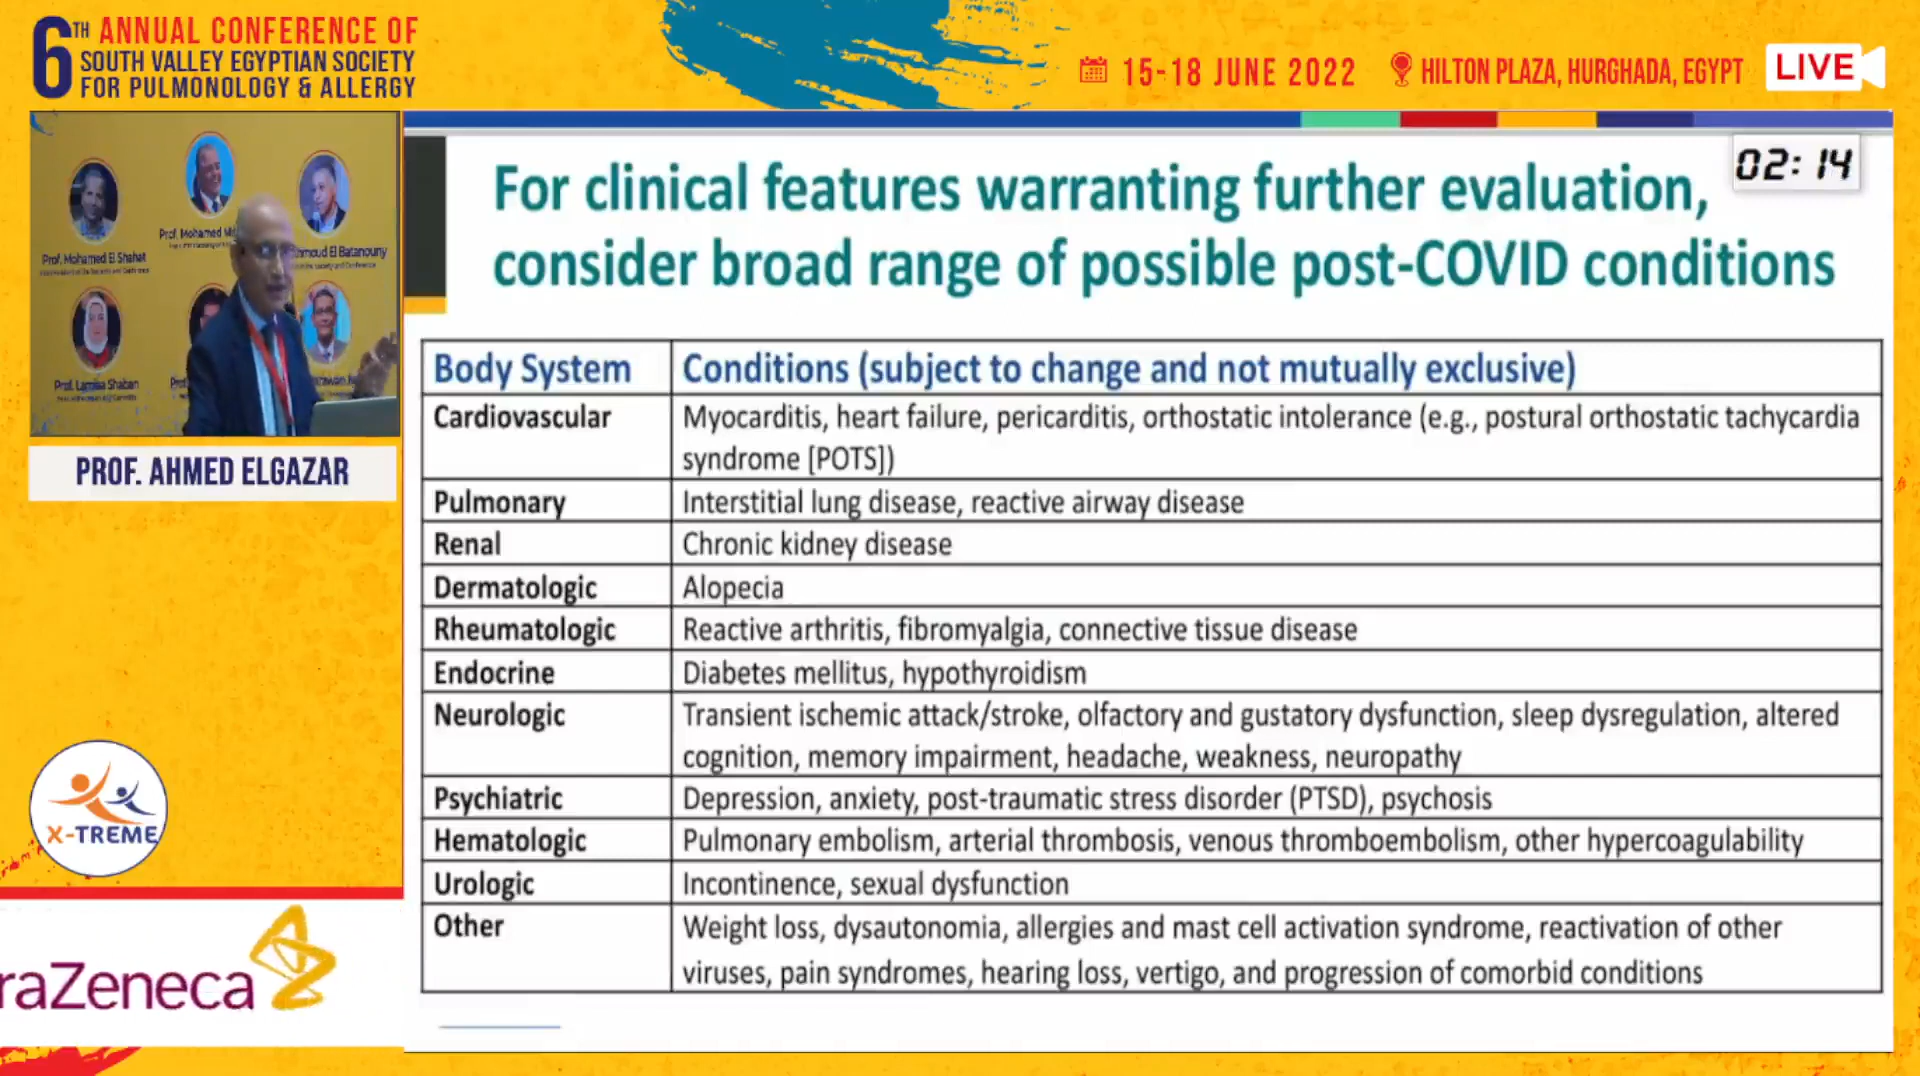 6TH ANNUAL CONFERENCE OF
SOUTH VALLEY EGYPTIAN SOCIETY
FOR PULMONOLOGY & ALLERGY
15-18 JUNE 2022
HILTON PLAZA, HURGHADA, EGYPT
LIVE
Prof. Mohamed El Shahat
Prof. Mohamed
El Batanouny
Prof. Lamiaa Shaban
PROF. AHMED ELGAZAR
X-TREME
raZeneca
02:14
For clinical features warranting further evaluation,
consider broad range of possible post-COVID conditions
Body System Conditions (subject to change and not mutually exclusive)
Cardiovascular Myocarditis, heart failure, pericarditis, orthostatic intolerance (e.g., postural orthostatic tachycardia
syndrome [POTS])
Pulmonary Interstitial lung disease, reactive airway disease
Renal Chronic kidney disease
Dermatologic Alopecia
Rheumatologic Reactive arthritis, fibromyalgia, connective tissue disease
Endocrine Diabetes mellitus, hypothyroidism
Neurologic Transient ischemic attack/stroke, olfactory and gustatory dysfunction, sleep dysregulation, altered
cognition, memory impairment, headache, weakness, neuropathy
Psychiatric Depression, anxiety, post-traumatic stress disorder (PTSD), psychosis
Hematologic Pulmonary embolism, arterial thrombosis, venous thromboembolism, other hypercoagulability
Urologic Incontinence, sexual dysfunction
Other Weight loss, dysautonomia, allergies and mast cell activation syndrome, reactivation of other
viruses, pain syndromes, hearing loss, vertigo, and progression of comorbid conditions